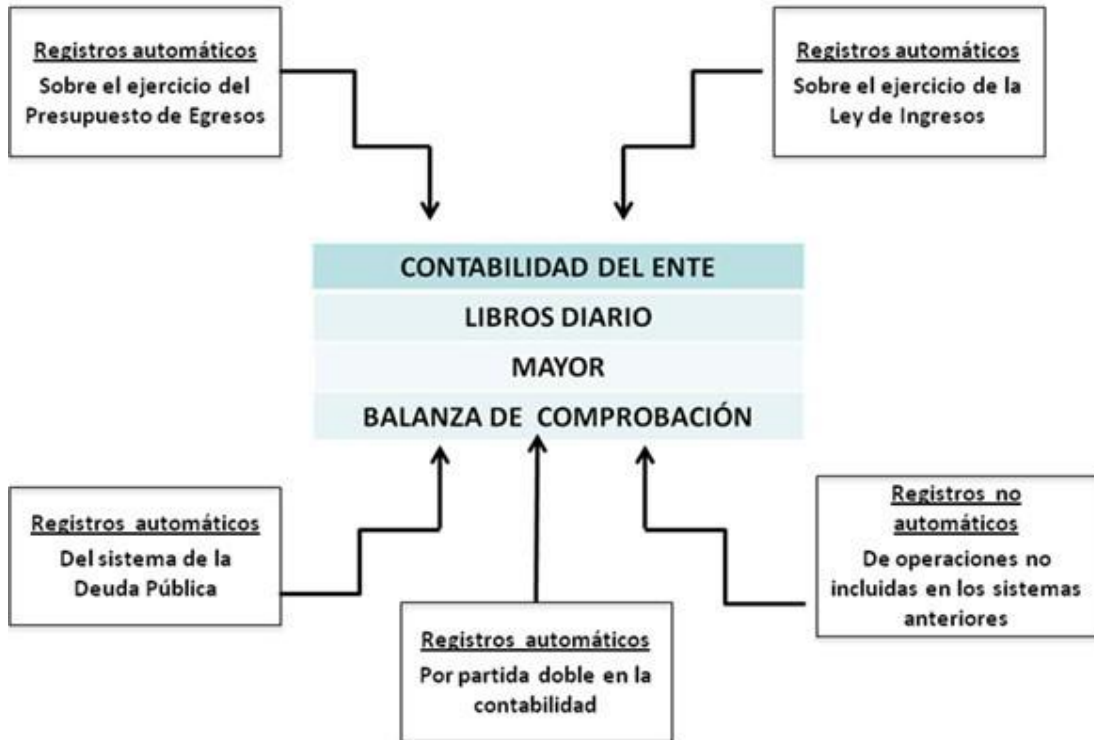 Registros automáticos
Sobre el ejercicio del
Presupuesto de Egresos
Registros automáticos
Sobre el ejercicio de la
Ley de Ingresos
CONTABILIDAD DEL ENTE
LIBROS DIARIO
MAYOR
BALANZA DE COMPROBACIÓN
Registros automáticos
Del sistema de la
Deuda Pública
Registros automáticos
Por partida doble en la
contabilidad
Registros no
automáticos
De operaciones no
incluidas en los sistemas
anteriores